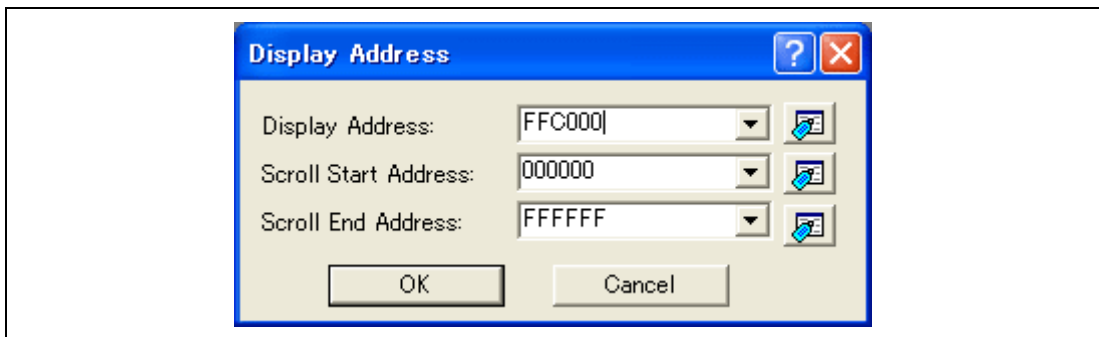 Display Address
Display Address: FFC000
Scroll Start Address: 000000
Scroll End Address: FFFFFF
OK Cancel